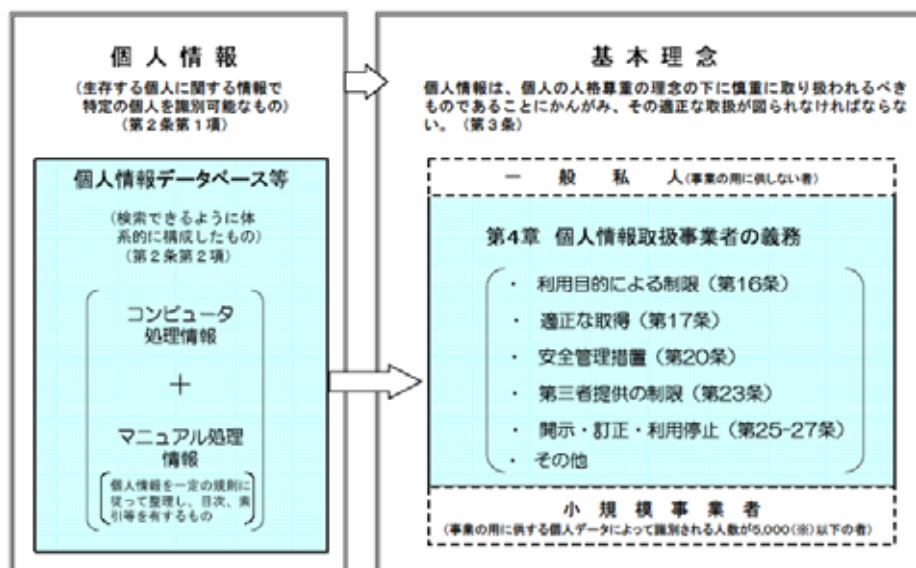 個人情報
(生存する個人に関する情報で
特定の個人を識別可能なもの)
(第2条第1項)
個人情報データベース等
(検索できるように体
系的に構成したもの)
(第2条第2項)
コンピュータ
処理情報
+
マニュアル処理
情報
個人情報を一定の規則に
従って整理し、目次、索
引等を有するもの
基本理念
個人情報は、個人の人格尊重の理念の下に慎重に取り扱われるべき
ものであることにかんがみ、その適正な取扱が図られなければならな
い。(第3条)
一般私人(事業の用に供しない者)
第4章 個人情報取扱事業者の義務
・ 利用目的による制限(第16条)
・ 適正な取得(第17条)
・ 安全管理措置(第20条)
・ 第三者提供の制限(第23条)
・ 開示・訂正・利用停止(第25-27条)
・ その他
小規模事業者
(事業の用に供する個人データによって識別される人数が5,000(※)以下の者)